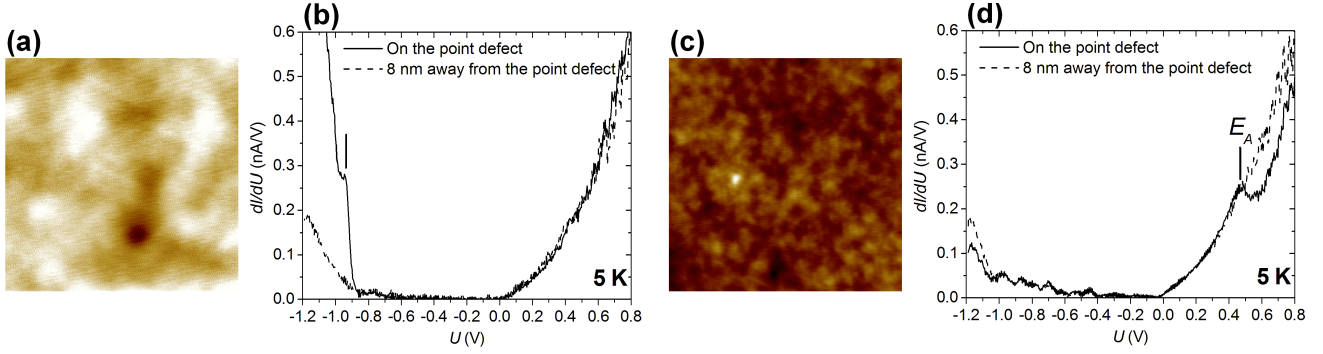 (a)
(b)
On the point defect
8 nm away from the point defect
dI/dU (nA/V)
0.6
0.5
0.4
0.3
0.2
0.1
0.0
5 K
-1.2 -1.0 -0.8 -0.6 -0.4 -0.2 0.0 0.2 0.4 0.6 0.8
U (V)
(c)
(d)
On the point defect
8 nm away from the point defect
E_A
dI/dU (nA/V)
0.6
0.5
0.4
0.3
0.2
0.1
0.0
5 K
-1.2 -1.0 -0.8 -0.6 -0.4 -0.2 0.0 0.2 0.4 0.6 0.8
U (V)